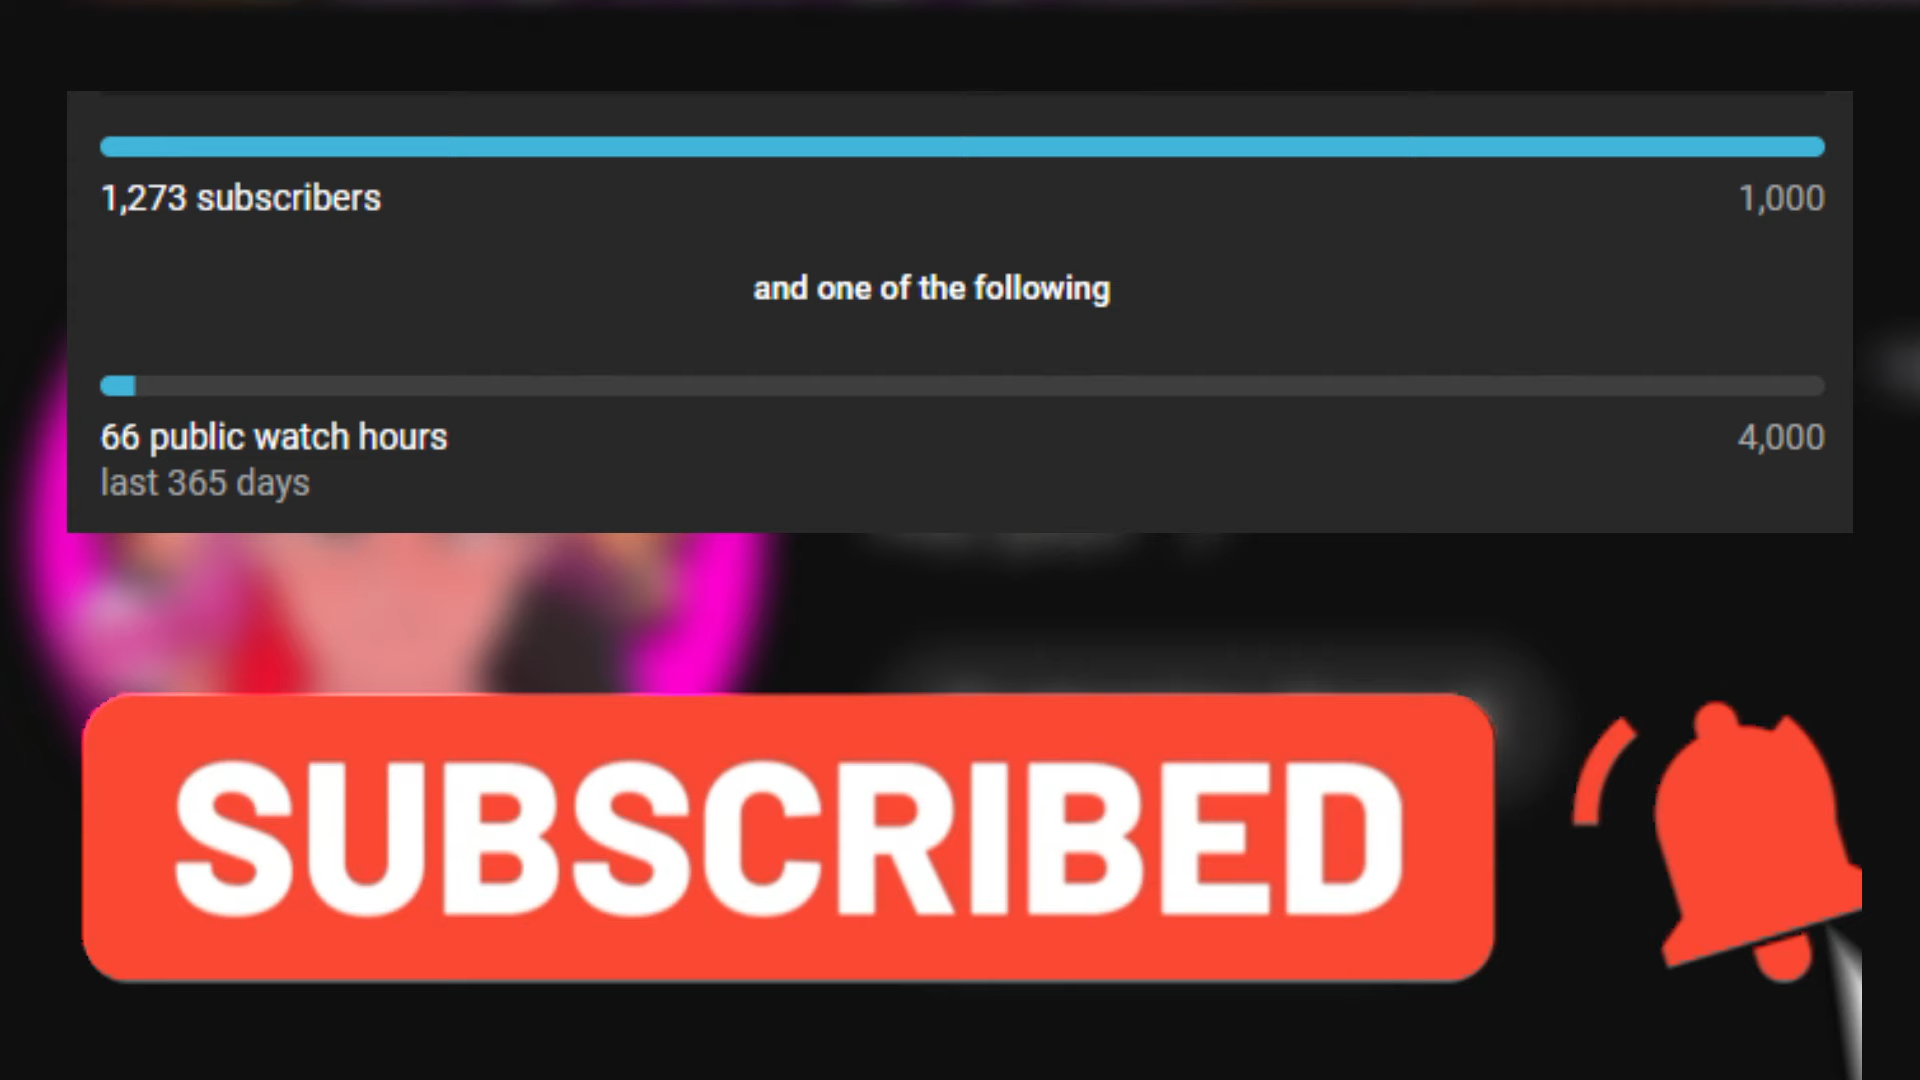 1,273 subscribers
1,000
and one of the following
66 public watch hours
4,000
last 365 days
SUBSCRIBED